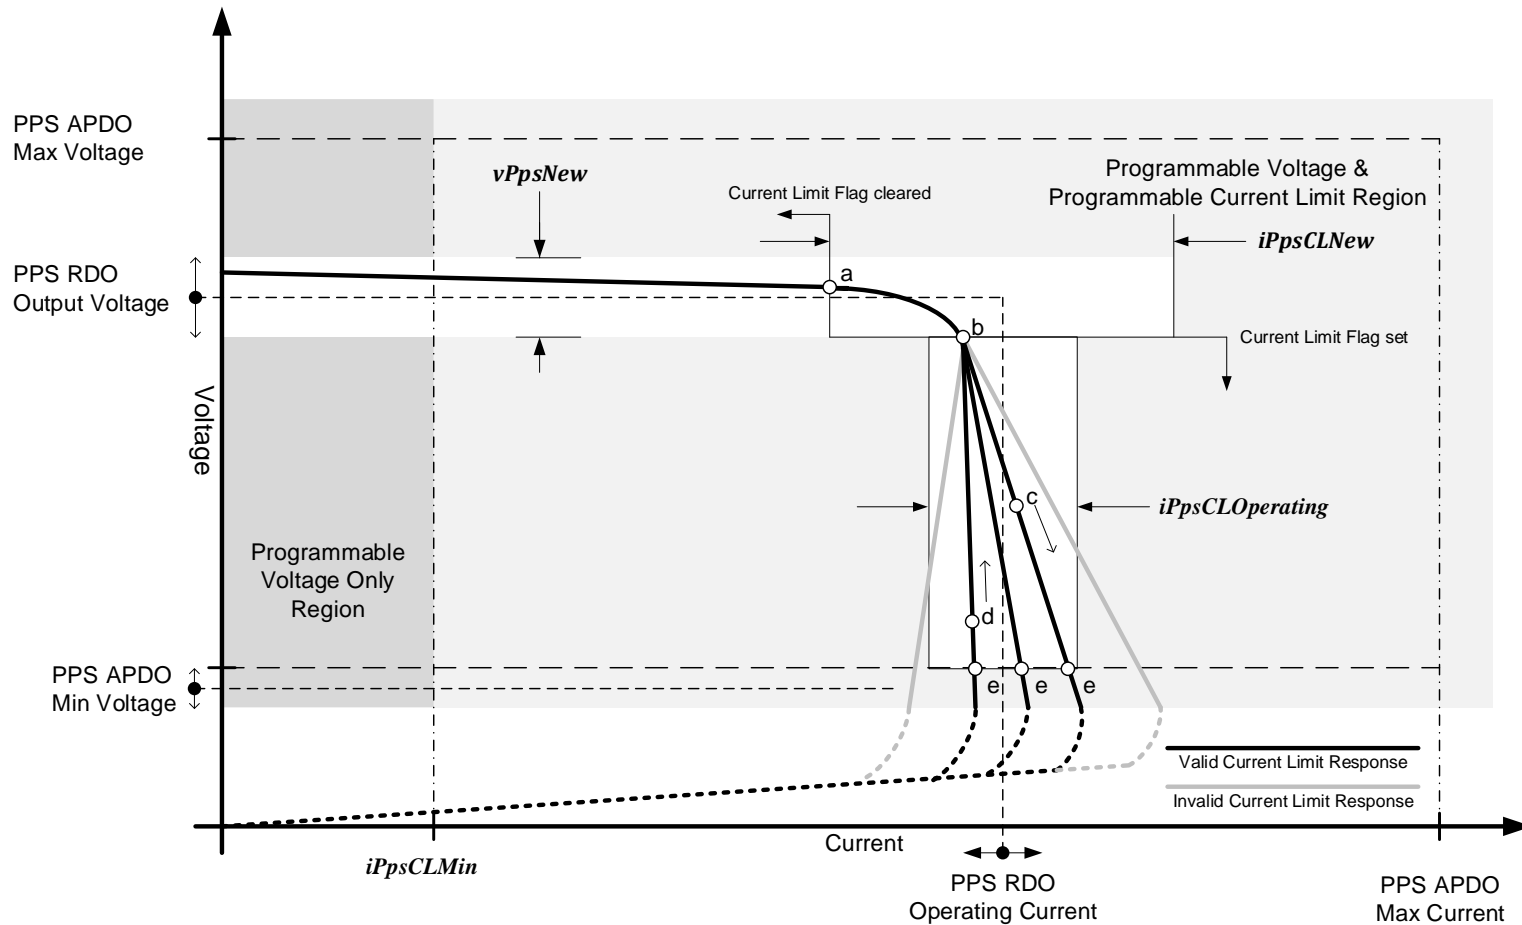 PPS APDO
Max Voltage
vPpsNew
Current Limit Flag cleared
Programmable Voltage &
Programmable Current Limit Region
iPpsCLNew
PPS RDO
Output Voltage
a
b
Current Limit Flag set
Voltage
c
iPpsCLOperating
Programmable
Voltage Only
Region
d
PPS APDO
Min Voltage
e
e
e
Valid Current Limit Response
Invalid Current Limit Response
Current
iPpsCLMin
PPS RDO
Operating Current
PPS APDO
Max Current